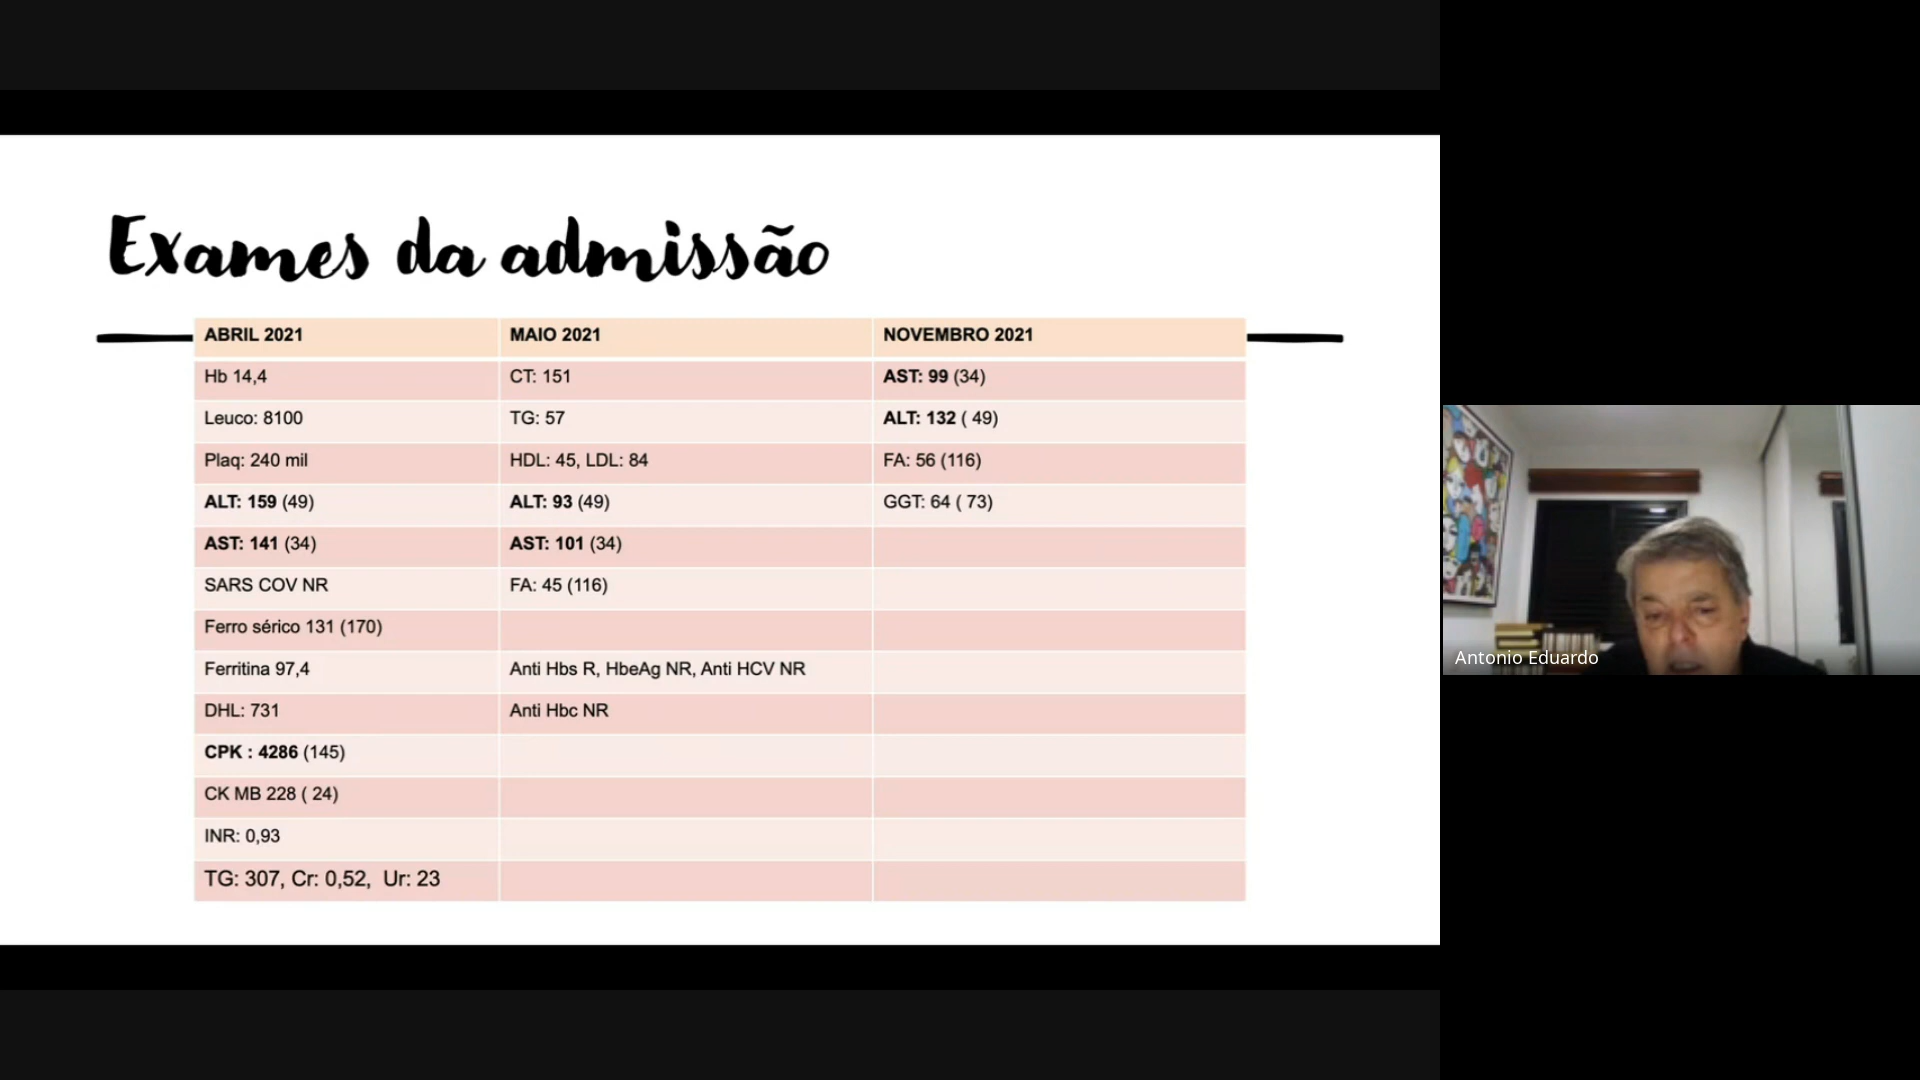 Exames da admissão
ABRIL 2021 MAIO 2021 NOVEMBRO 2021
Hb 14,4 CT: 151 AST: 99 (34)
Leuco: 8100 TG: 57 ALT: 132 ( 49)
Plaq: 240 mil HDL: 45, LDL: 84 FA: 56 (116)
ALT: 159 (49) ALT: 93 (49) GGT: 64 ( 73)
AST: 141 (34) AST: 101 (34)
SARS COV NR FA: 45 (116)
Ferro sérico 131 (170)
Ferritina 97,4 Anti Hbs R, HbeAg NR, Anti HCV NR
DHL: 731 Anti Hbc NR
CPK : 4286 (145)
CK MB 228 ( 24)
INR: 0,93
TG: 307, Cr: 0,52, Ur: 23
Antonio Eduardo